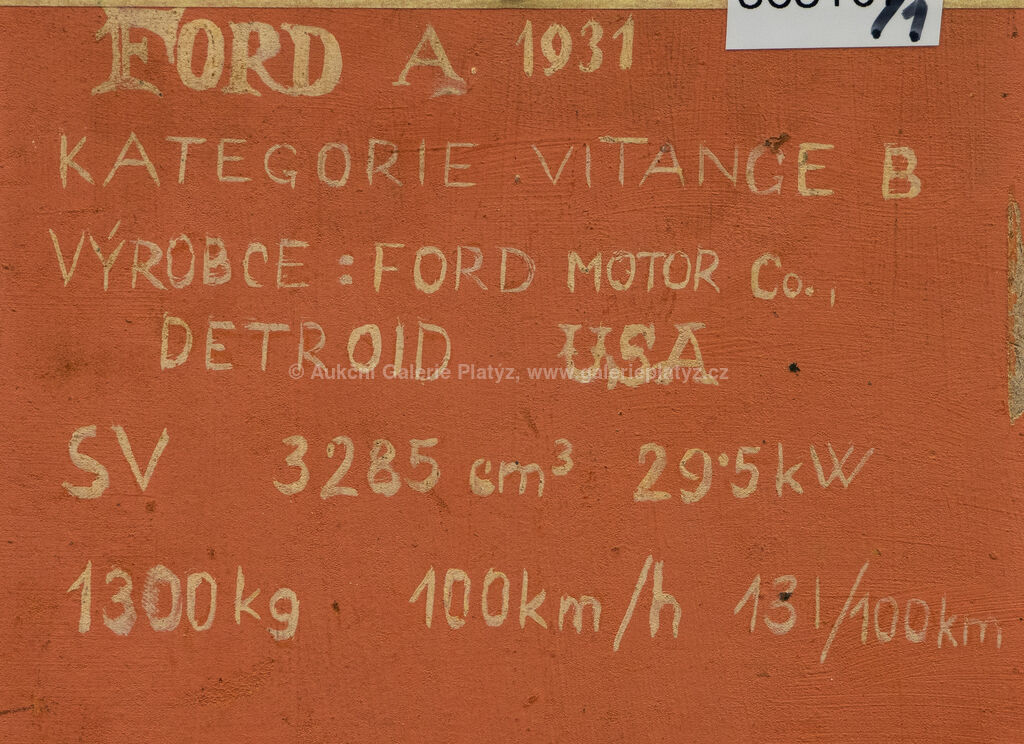 FORD A. 1931
KATEGORIE VITANGE B
VÝROBCE : FORD MOTOR Co.,
DETROID USA
© Aukční Galerie Platýz, www.galerieplatyz.cz
SV 3285 cm³ 29.5 kW
1300 kg 100 km/h 13 l/100 km